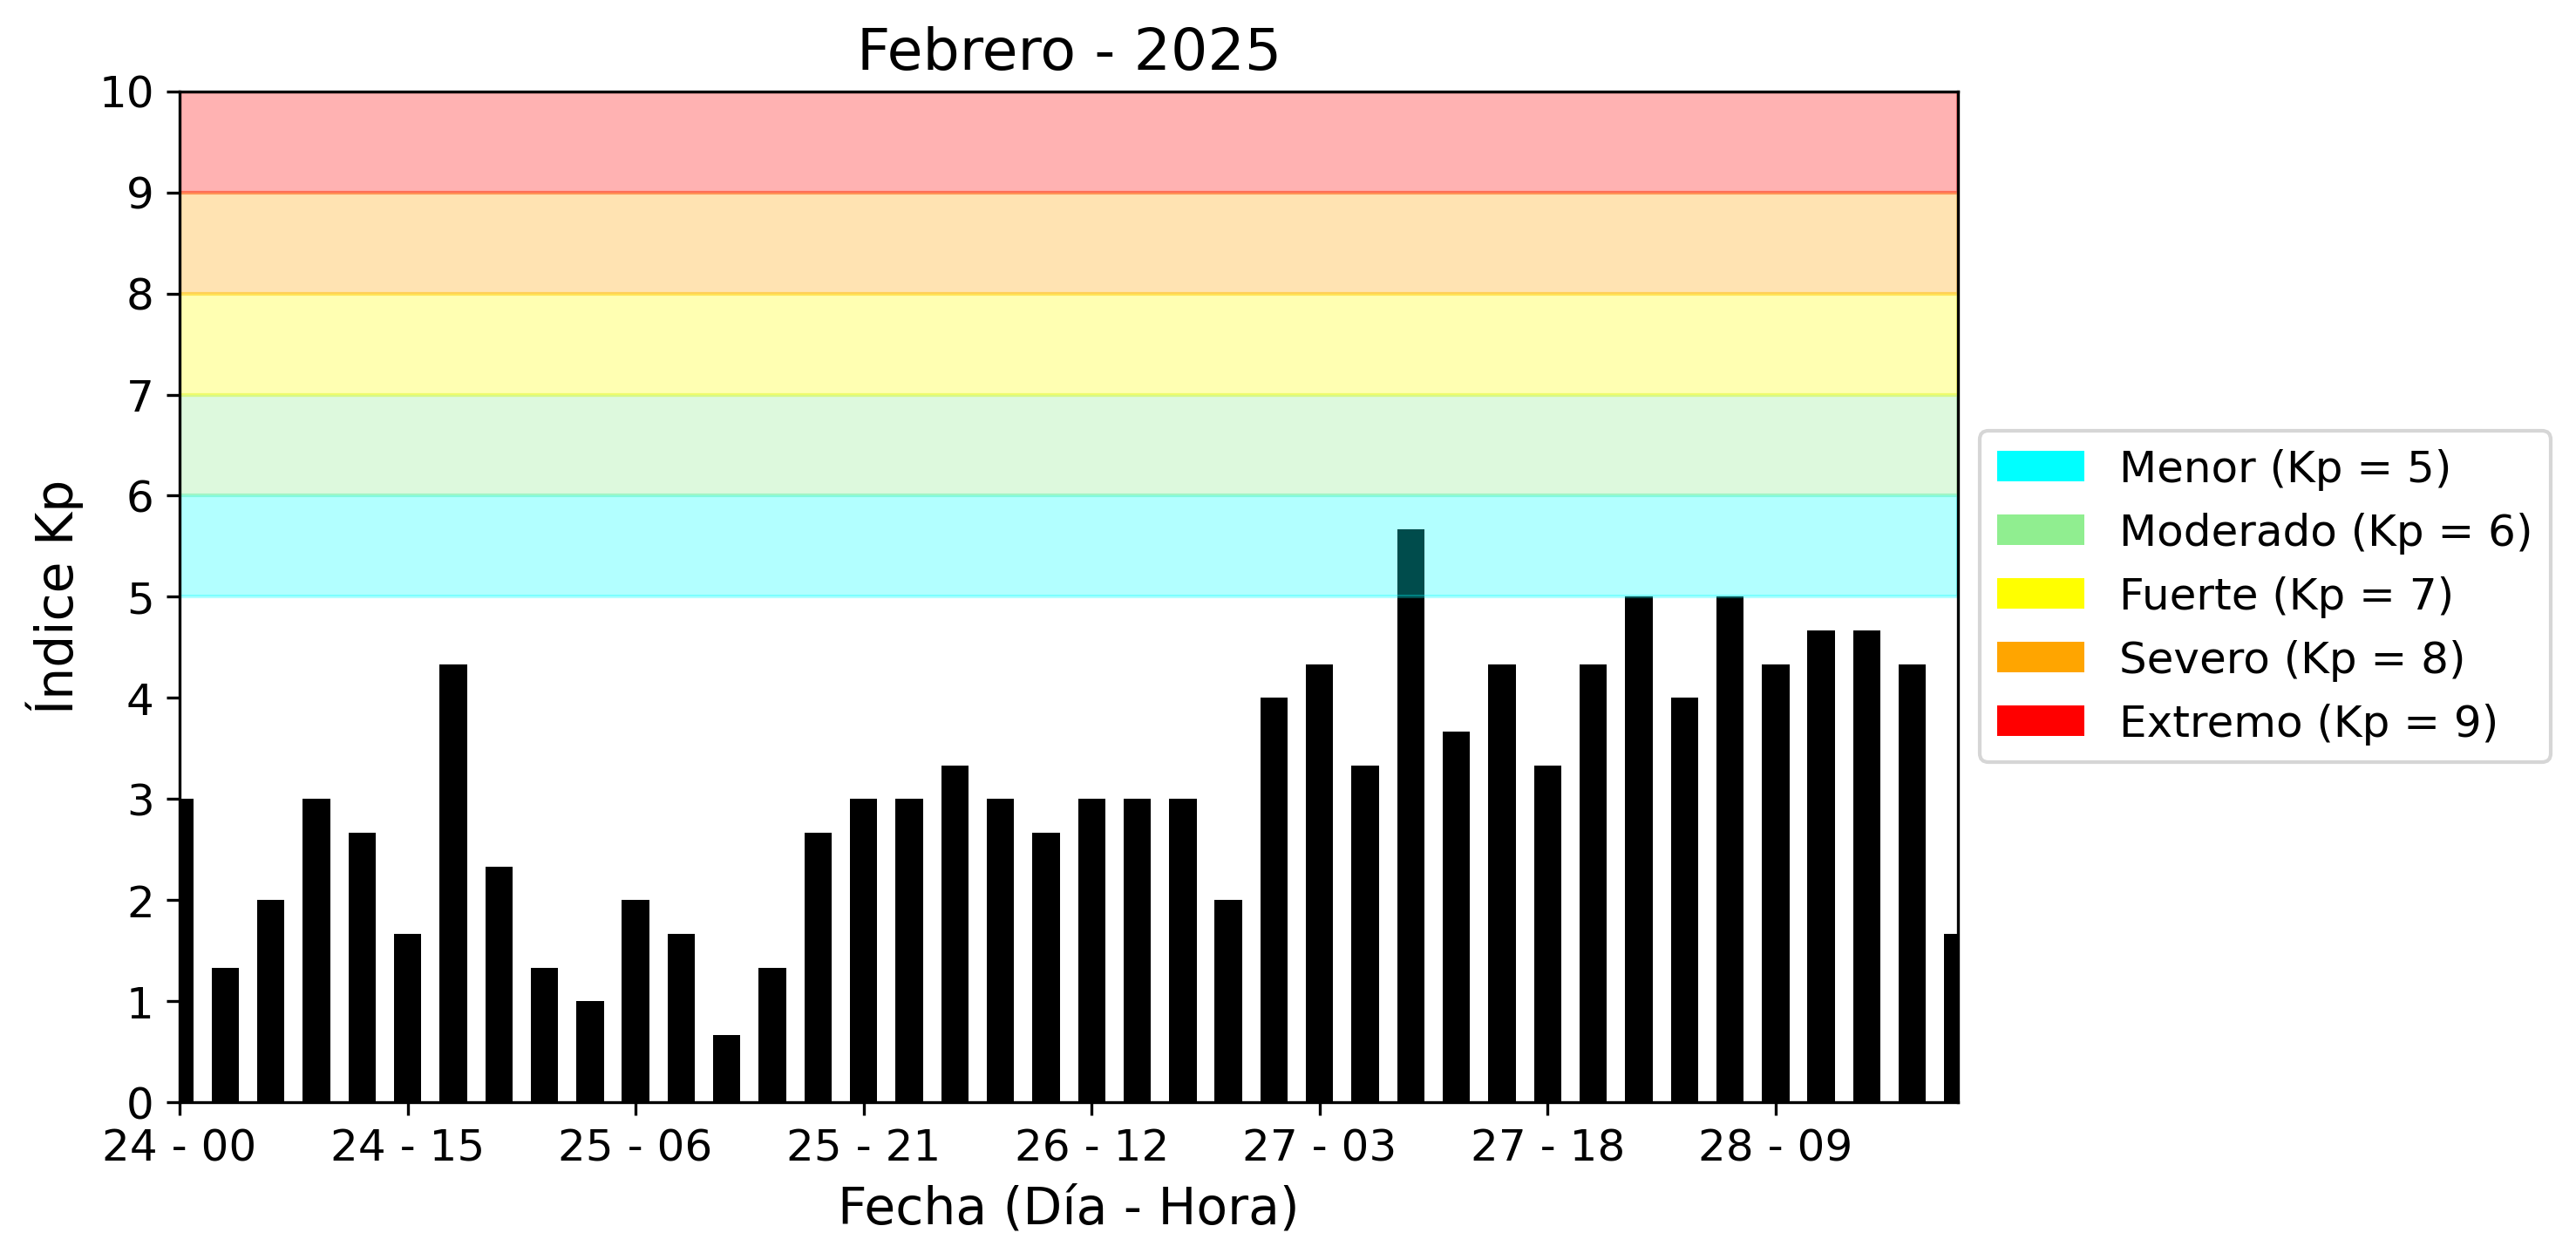 Febrero - 2025
10
9
8
7
6
5
4
3
2
1
0
Índice Kp
24 - 00
24 - 15
25 - 06
25 - 21
26 - 12
27 - 03
27 - 18
28 - 09
Fecha (Día - Hora)
Menor (Kp = 5)
Moderado (Kp = 6)
Fuerte (Kp = 7)
Severo (Kp = 8)
Extremo (Kp = 9)